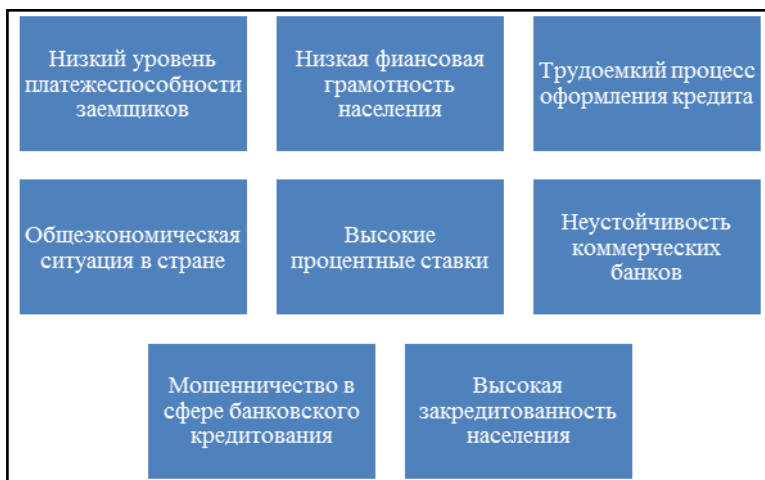 Низкий уровень
платежеспособности
заемщиков
Низкая фиансовая
грамотность
населения
Трудоемкий процесс
оформления кредита
Общеэкономическая
ситуация в стране
Высокие
процентные ставки
Неустойчивость
коммерческих
банков
Мошенничество в
сфере банковского
кредитования
Высокая
закредитованность
населения